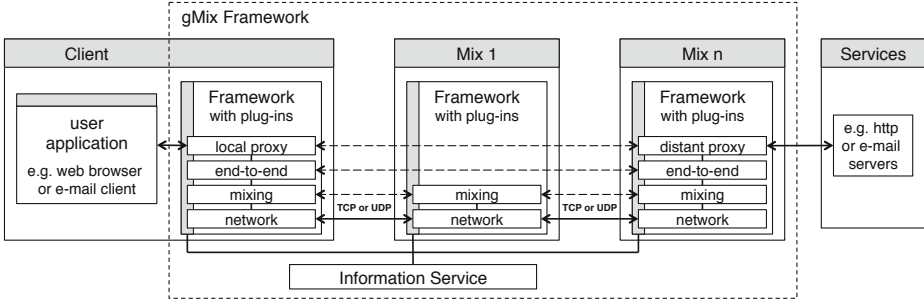 gMix Framework
Client
Mix 1
Mix n
Services
user
application
e.g. web browser
or e-mail client
Framework
with plug-ins
local proxy
end-to-end
mixing
network
TCP or UDP
Framework
with plug-ins
mixing
network
TCP or UDP
Framework
with plug-ins
distant proxy
end-to-end
mixing
network
e.g. http
or e-mail
servers
Information Service